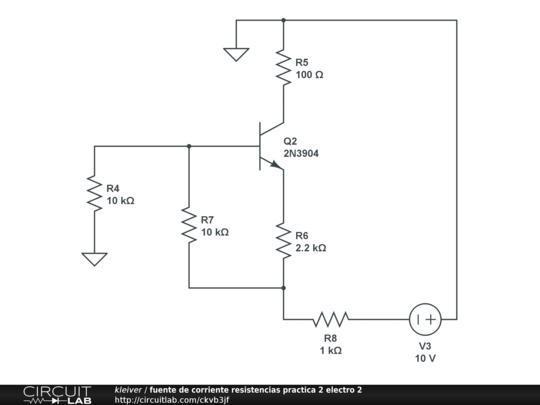 R5
100 Ω
Q2
2N3904
R4
10 kΩ
R7
10 kΩ
R6
2.2 kΩ
R8
1 kΩ
V3
10 V
CIRCUIT
LAB
kleiver / fuente de corriente resistencias practica 2 electro 2
http://circuitlab.com/ckvb3jf